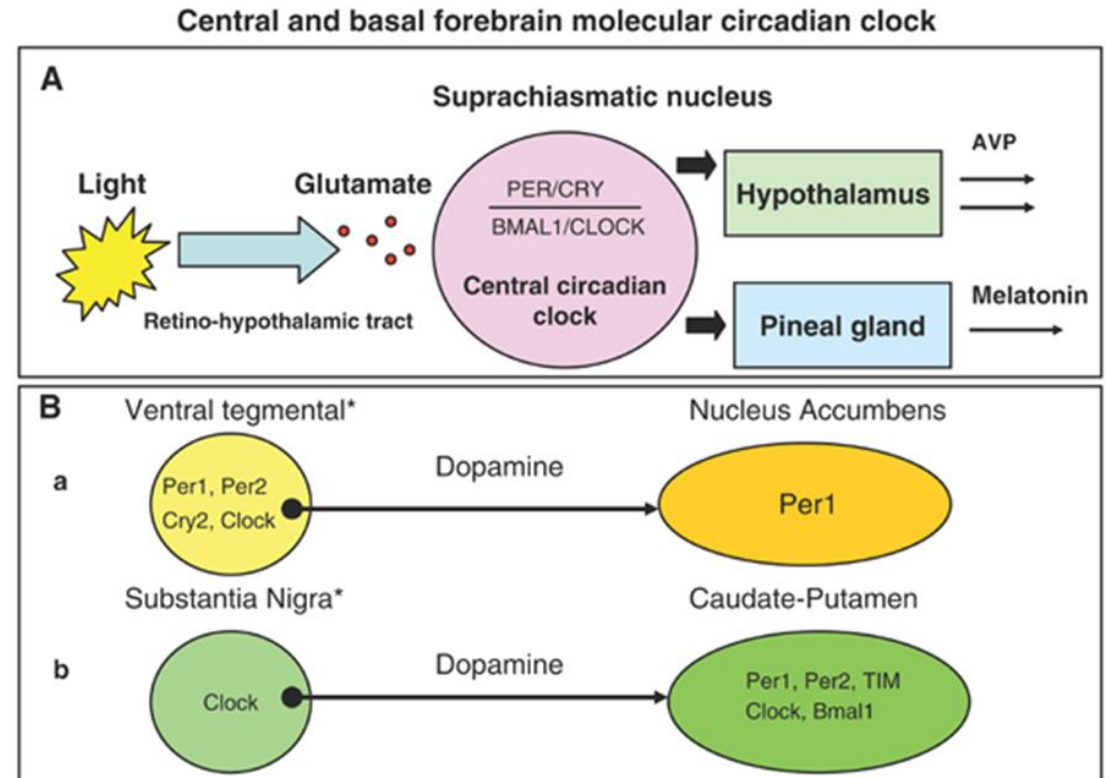 Central and basal forebrain molecular circadian clock
A
Suprachiasmatic nucleus
Light
Glutamate
Retino-hypothalamic tract
PER/CRY
BMAL1/CLOCK
Central circadian
clock
Hypothalamus
AVP
Pineal gland
Melatonin
B
Ventral tegmental*
Nucleus Accumbens
a
Per1, Per2
Cry2, Clock
Dopamine
Per1
Substantia Nigra*
Caudate-Putamen
b
Clock
Dopamine
Per1, Per2, TIM
Clock, Bmal1